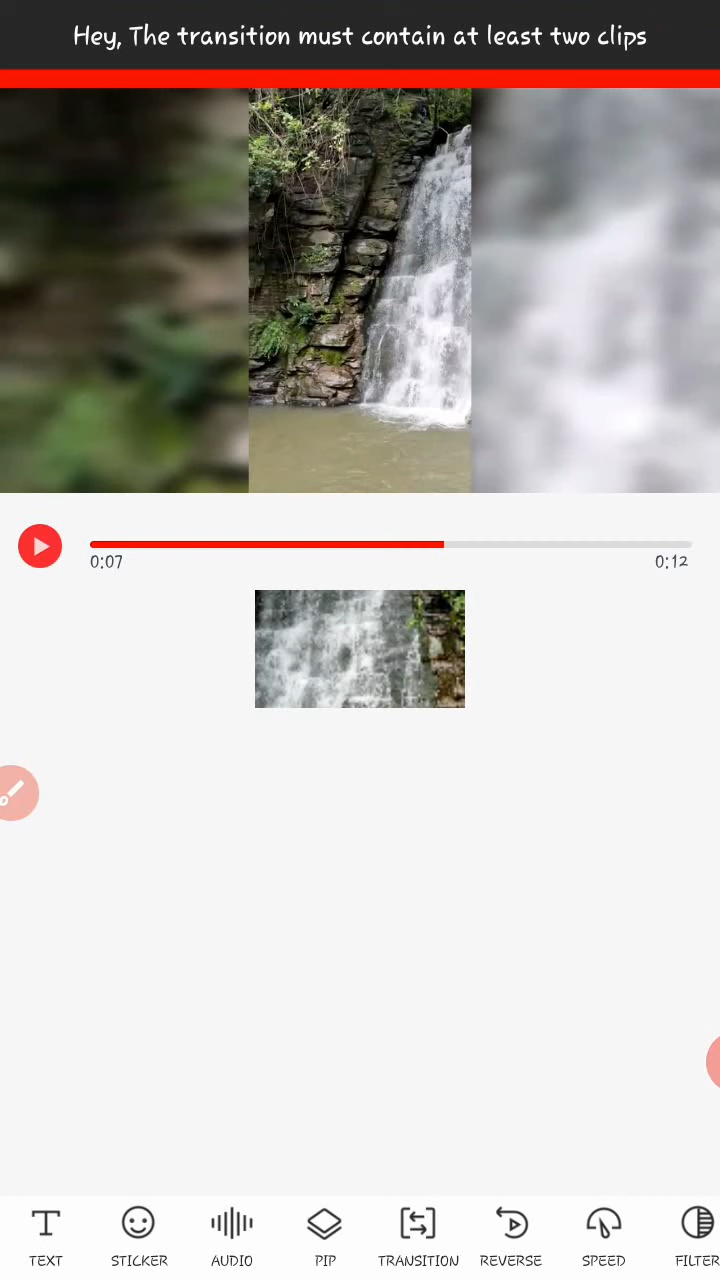 Hey, The transition must contain at least two clips
0:07
0:12
TEXT
STICKER
AUDIO
PIP
TRANSITION
REVERSE
SPEED
FILTER